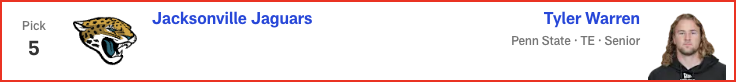 Pick
5
Jacksonville Jaguars
Tyler Warren
Penn State · TE · Senior